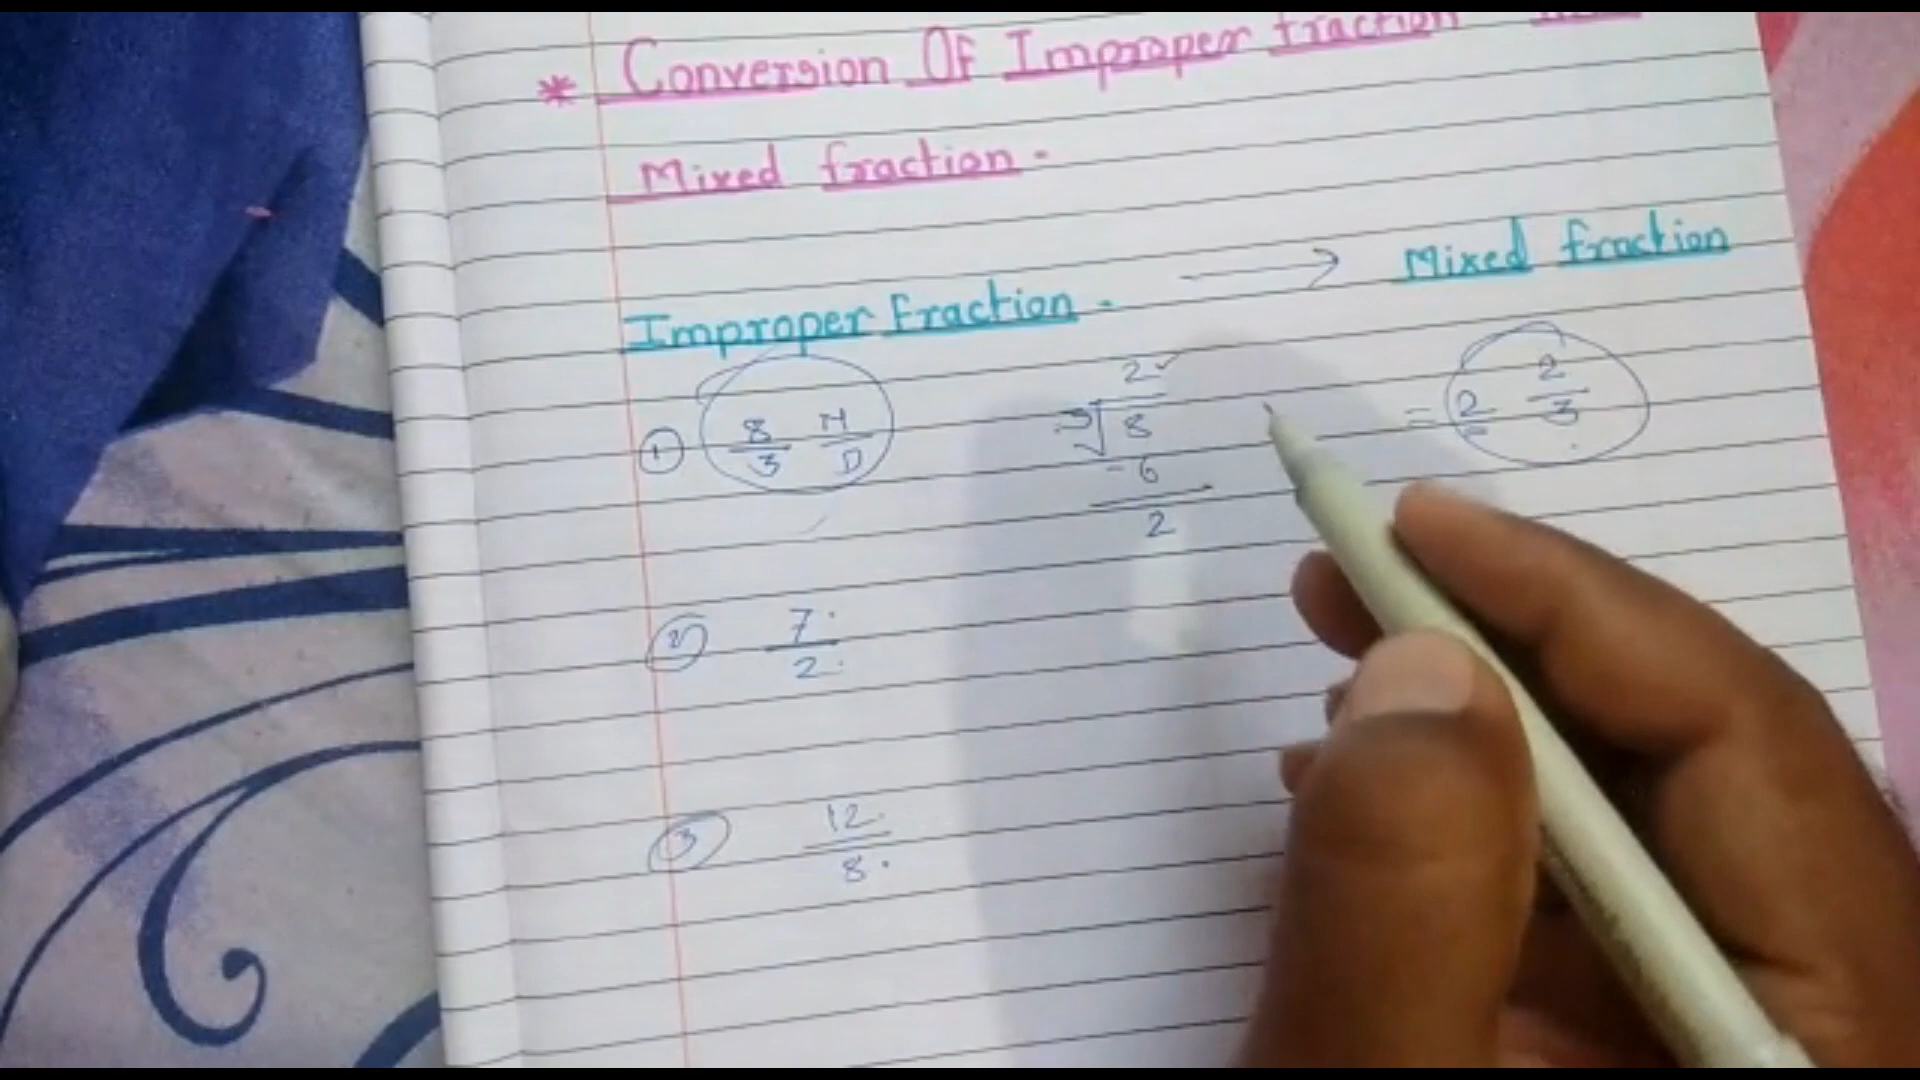 * Conversion Of Improper fraction
Mixed fraction.
Improper Fraction. → Mixed fraction
① 8/3 N/D 3√8 2 = 2 2/3
-6
2
② 7/2
③ 12/8